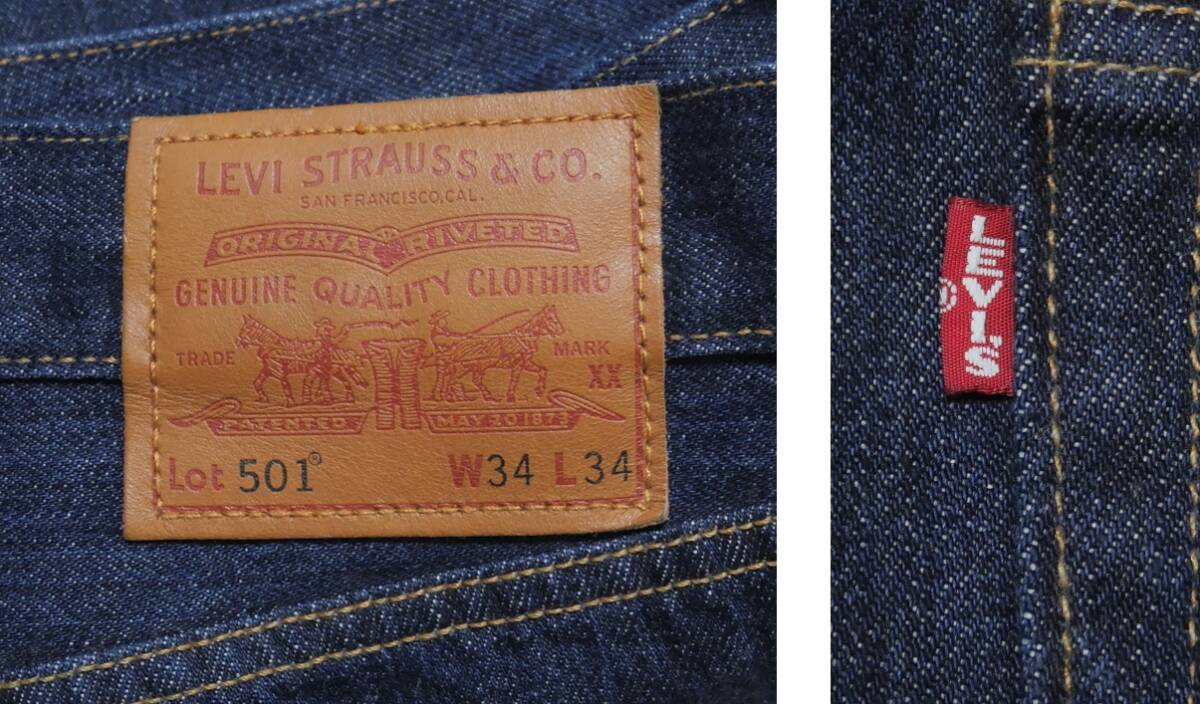 LEVI STRAUSS & CO.
SAN FRANCISCO, CAL.
ORIGINAL RIVETED
GENUINE QUALITY CLOTHING
TRADE MARK
XX
PATENTED MAY 20 1873
Lot 501® W34 L34
LEVI'S
®